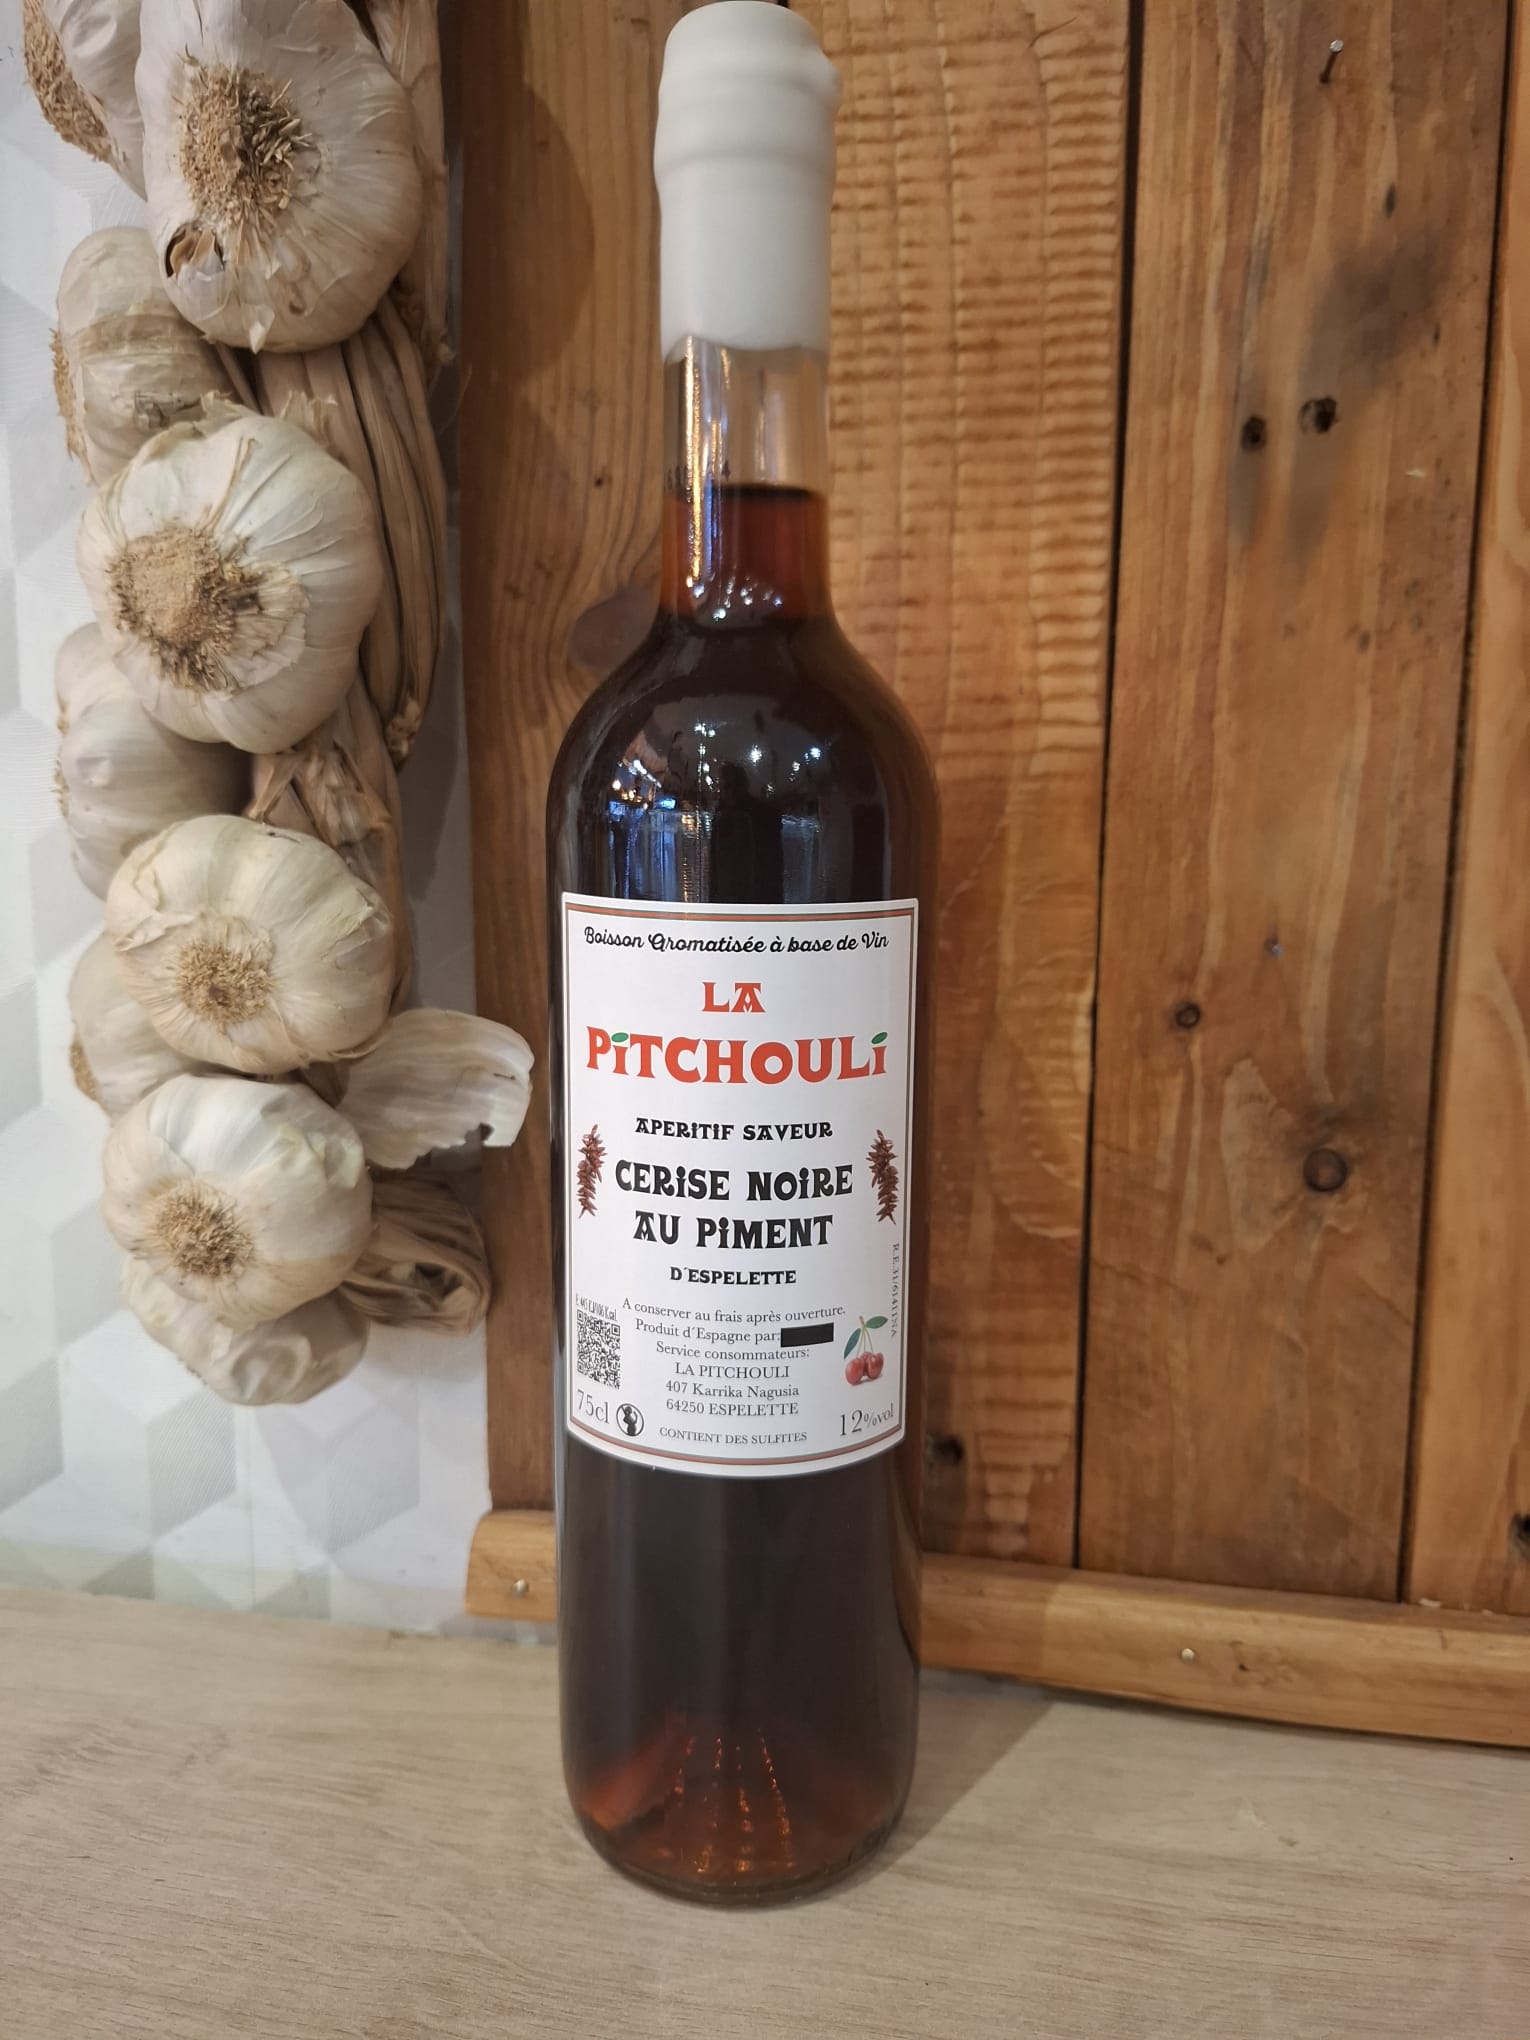 Boisson Aromatisée à base de Vin
LA
PiTCHOULi
APERITIF SAVEUR
CERISE NOIRE
AU PIMENT
D'ESPELETTE
A conserver au frais après ouverture.
Produit d'Espagne par:
Service consommateurs:
LA PITCHOULI
407 Karrika Nagusia
64250 ESPELETTE
CONTIENT DES SULFITES
75cl
12%vol